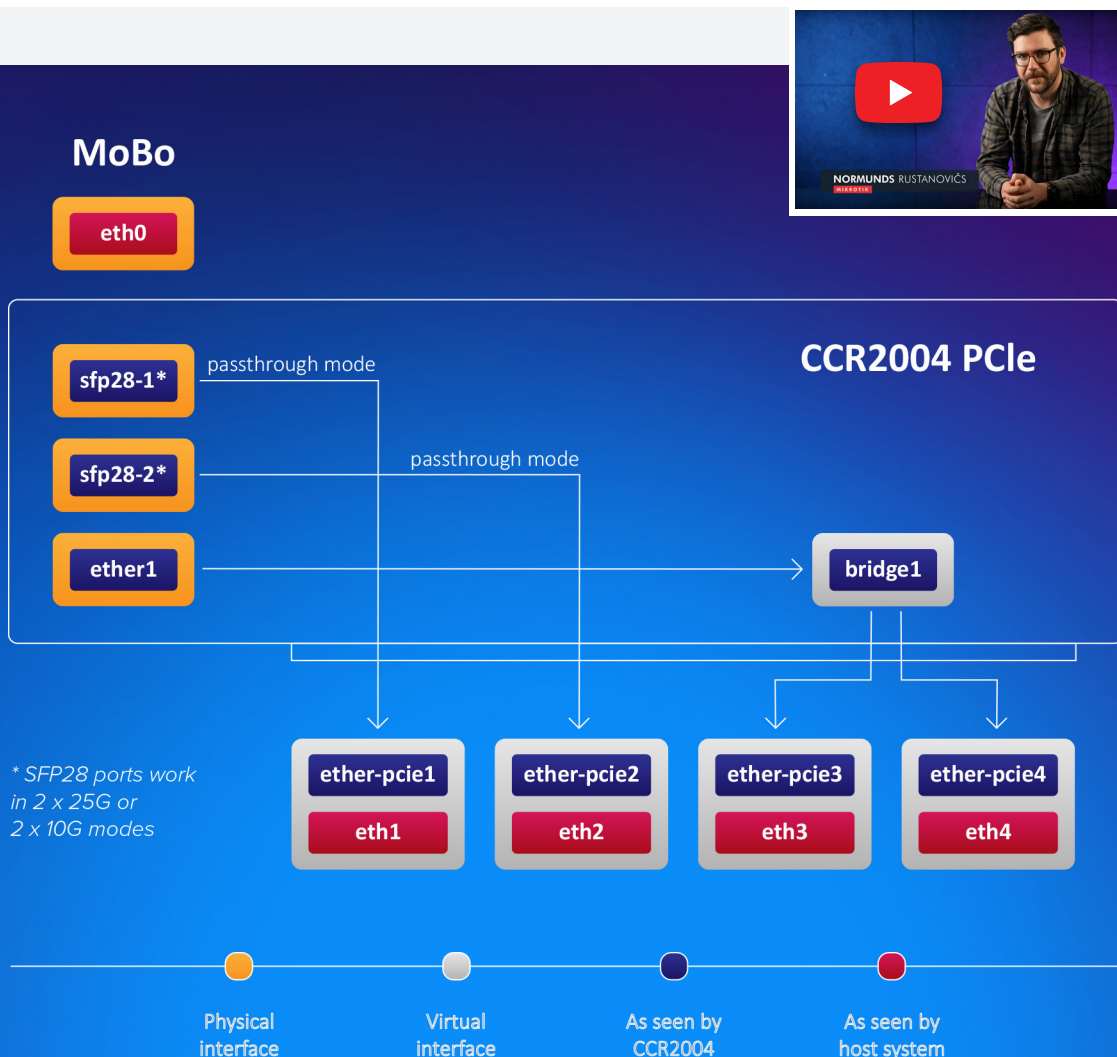 NORMUNDS RUSTANOVIČS
MIKROTIK
MoBo
eth0
CCR2004 PCIe
sfp28-1*
passthrough mode
sfp28-2*
passthrough mode
ether1
bridge1
* SFP28 ports work
in 2 x 25G or
2 x 10G modes
ether-pcie1
eth1
ether-pcie2
eth2
ether-pcie3
eth3
ether-pcie4
eth4
Physical
interface
Virtual
interface
As seen by
CCR2004
As seen by
host system